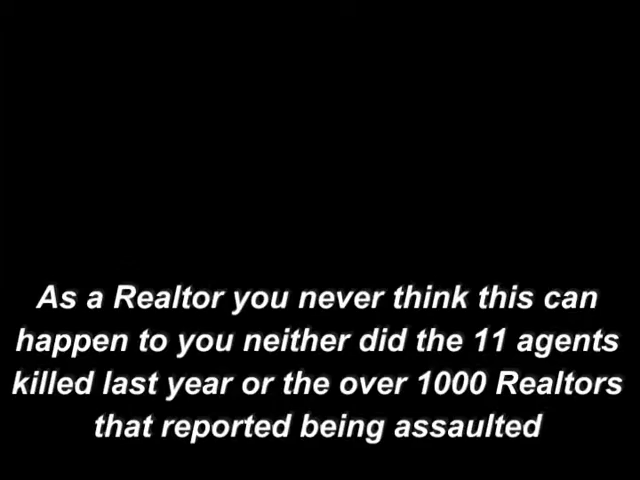 As a Realtor you never think this can
happen to you neither did the 11 agents
killed last year or the over 1000 Realtors
that reported being assaulted